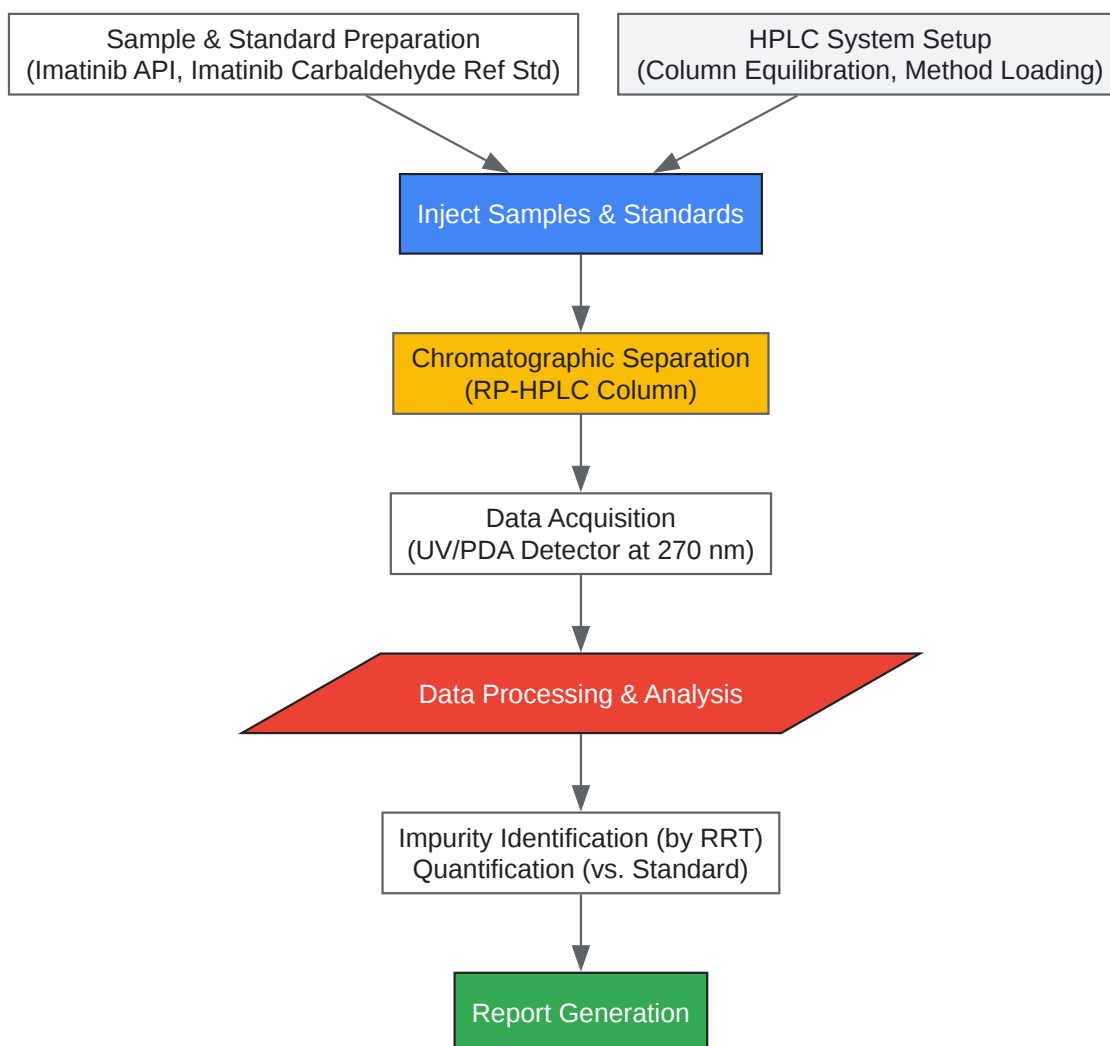 Sample & Standard Preparation
(Imatinib API, Imatinib Carbaldehyde Ref Std)
HPLC System Setup
(Column Equilibration, Method Loading)
Inject Samples & Standards
Chromatographic Separation
(RP-HPLC Column)
Data Acquisition
(UV/PDA Detector at 270 nm)
Data Processing & Analysis
Impurity Identification (by RRT)
Quantification (vs. Standard)
Report Generation